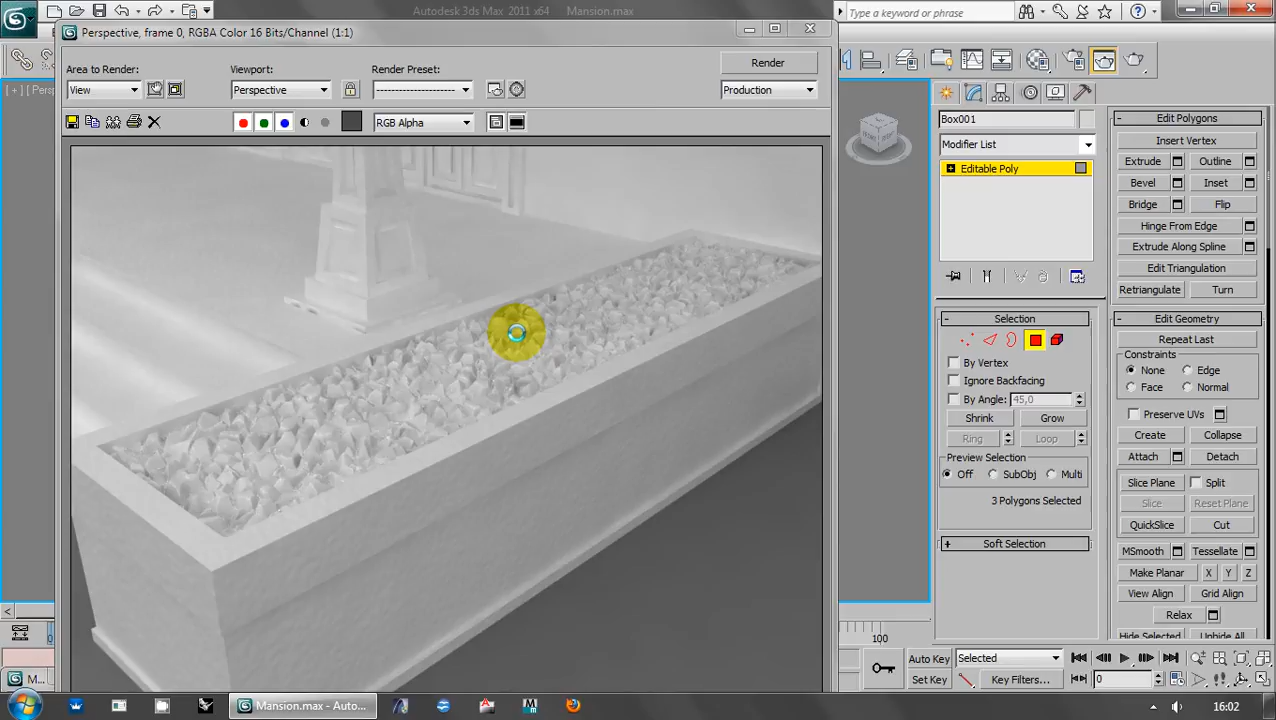 Autodesk 3ds Max 2011 x64 Mansion.max
Type a keyword or phrase
Perspective, frame 0, RGBA Color 16 Bits/Channel (1:1)
Area to Render:
Viewport:
Render Preset:
Render
View
Perspective
Production
RGB Alpha
[ + ] [ Persp
Box001
Modifier List
Editable Poly
Edit Polygons
Insert Vertex
Extrude
Outline
Bevel
Inset
Bridge
Flip
Hinge From Edge
Extrude Along Spline
Edit Triangulation
Retriangulate
Turn
Selection
By Vertex
Ignore Backfacing
By Angle: 45,0
Shrink
Grow
Ring
Loop
Preview Selection
Off
SubObj
Multi
3 Polygons Selected
Soft Selection
Edit Geometry
Repeat Last
Constraints
None
Edge
Face
Normal
Preserve UVs
Create
Collapse
Attach
Detach
Slice Plane
Split
Slice
Reset Plane
QuickSlice
Cut
MSmooth
Tessellate
Make Planar
X
Y
Z
View Align
Grid Align
Relax
Hide Selected
Unhide All
100
Auto Key
Selected
Set Key
Key Filters...
0
M...
Mansion.max - Auto...
16:02